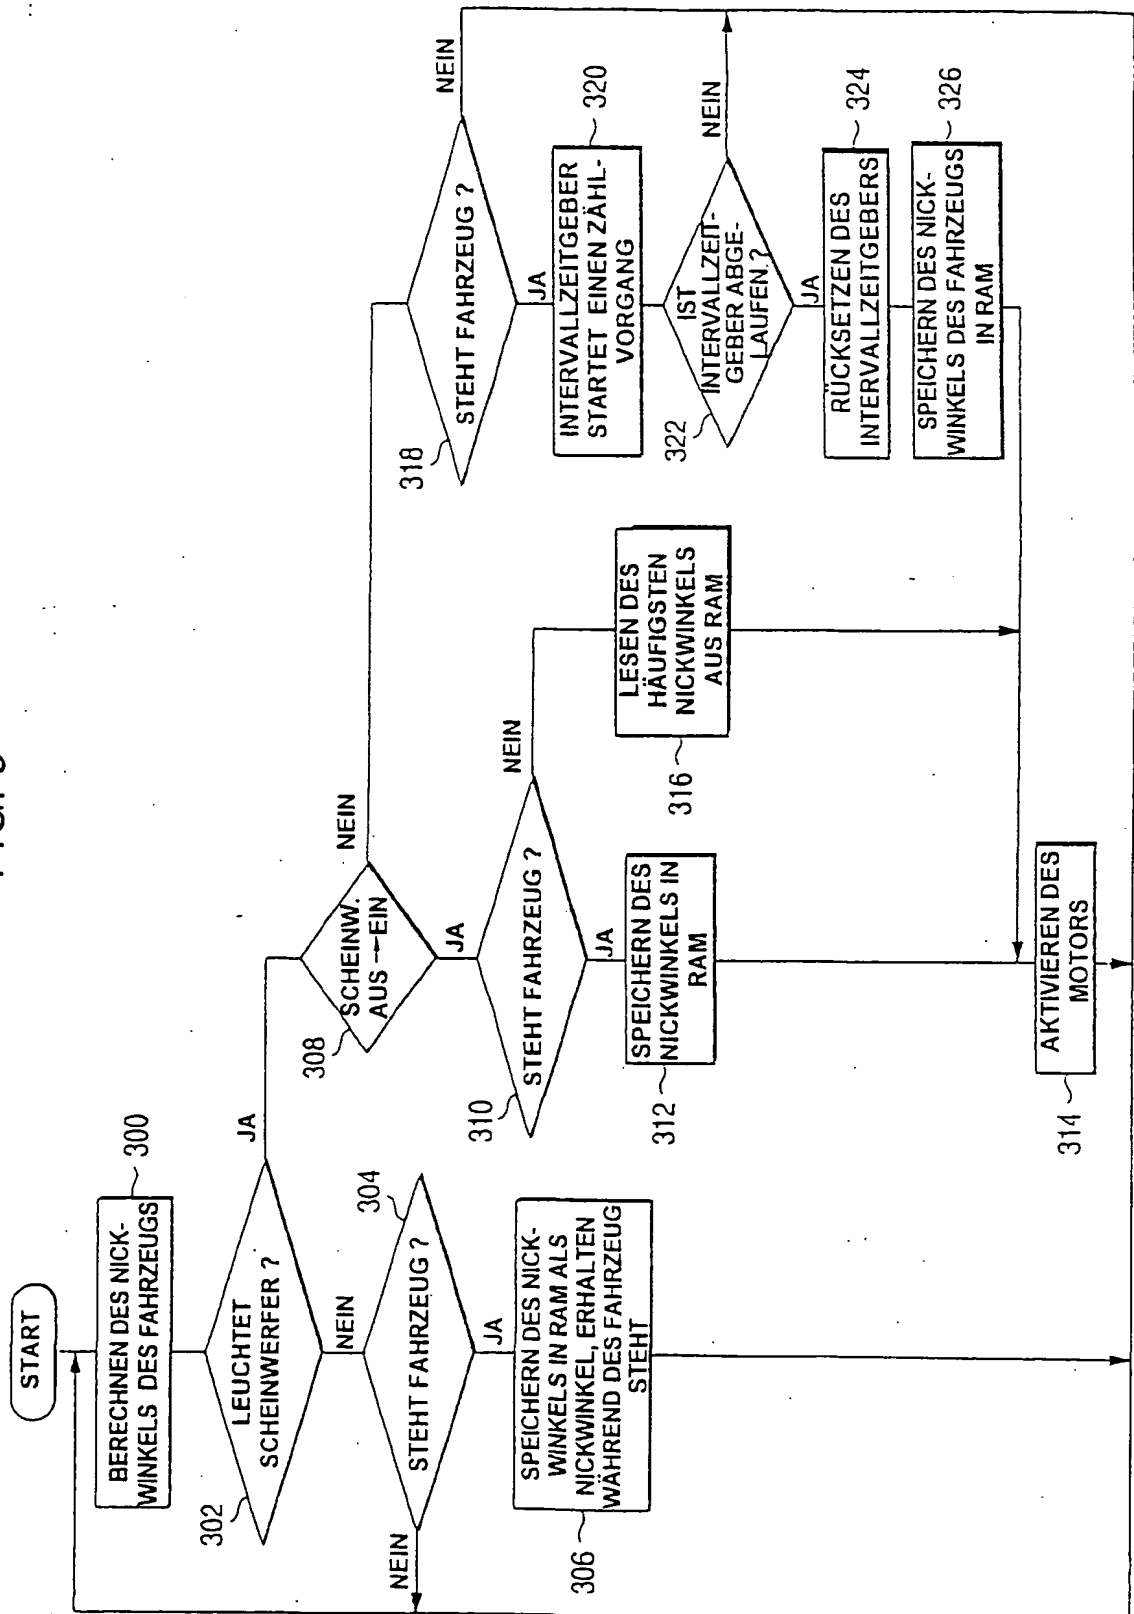 START
BERECHNEN DES NICK-
WINKELS DES FAHRZEUGS
300
LEUCHTET
SCHEINWERFER ?
302
JA
NEIN
STEHT FAHRZEUG ?
304
NEIN
JA
SPEICHERN DES NICK-
WINKELS IN RAM ALS
NICKWINKEL, ERHALTEN
WÄHREND DES FAHRZEUG
STEHT
306
SCHEINW.
AUS → EIN
308
NEIN
JA
STEHT FAHRZEUG ?
310
NEIN
JA
SPEICHERN DES
NICKWINKELS IN
RAM
312
LESEN DES
HÄUFIGSTEN
NICKWINKELS
AUS RAM
316
AKTIVIEREN DES
MOTORS
314
STEHT FAHRZEUG ?
318
NEIN
JA
INTERVALLZEITGEBER
STARTET EINEN ZÄHL-
VORGANG
320
IST
INTERVALLZEIT-
GEBER ABGE-
LAUFEN ?
322
NEIN
JA
RÜCKSETZEN DES
INTERVALLZEITGEBERS
324
SPEICHERN DES NICK-
WINKELS DES FAHRZEUGS
IN RAM
326